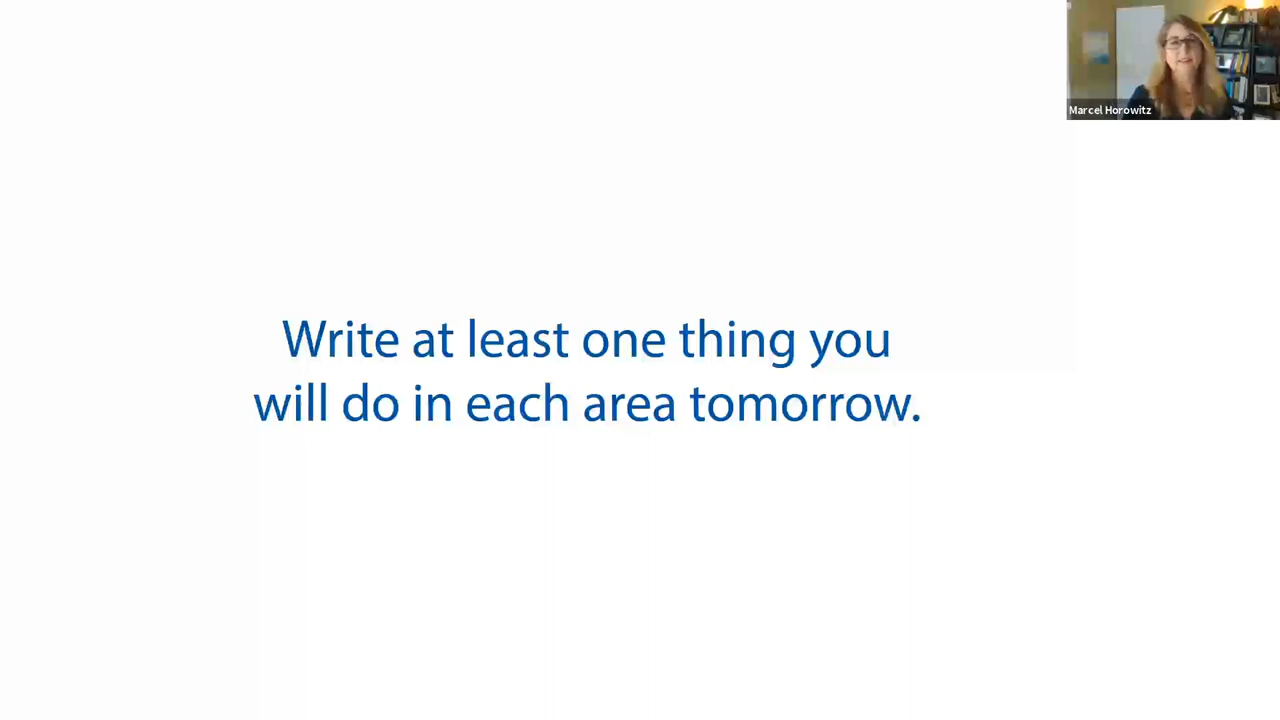 Marcel Horowitz
Write at least one thing you
will do in each area tomorrow.